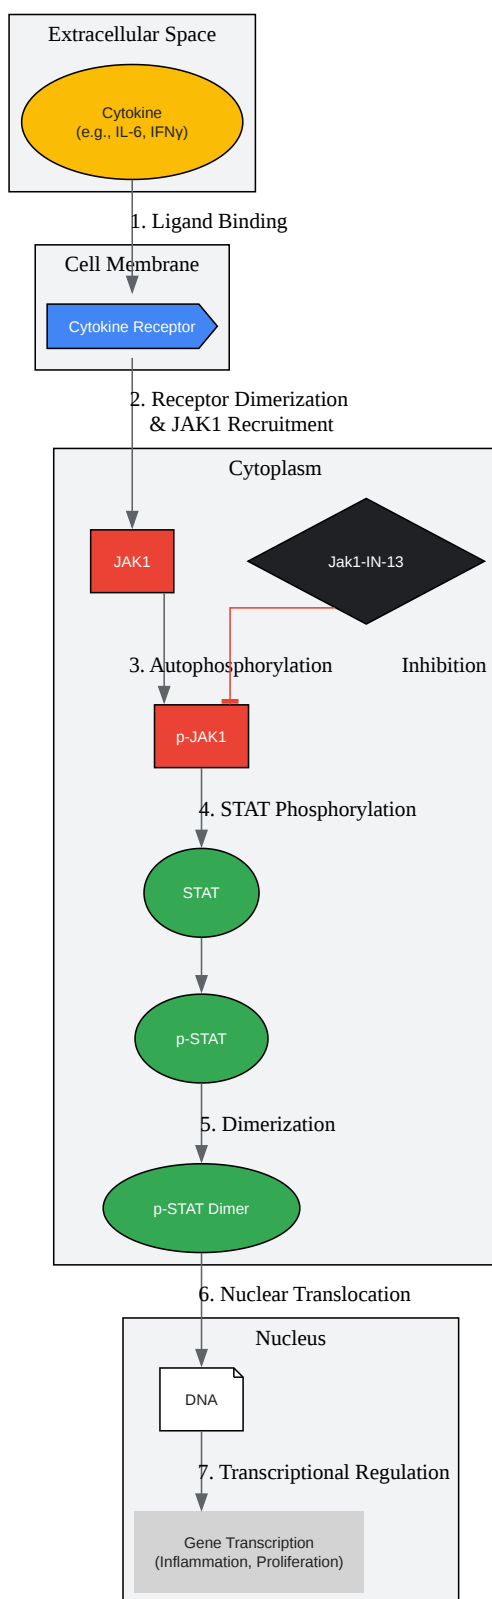 Extracellular Space
Cytokine
(e.g., IL-6, IFNγ)
1. Ligand Binding
Cell Membrane
Cytokine Receptor
2. Receptor Dimerization
& JAK1 Recruitment
Cytoplasm
JAK1
Jak1-IN-13
3. Autophosphorylation
Inhibition
p-JAK1
4. STAT Phosphorylation
STAT
p-STAT
5. Dimerization
p-STAT Dimer
6. Nuclear Translocation
Nucleus
DNA
7. Transcriptional Regulation
Gene Transcription
(Inflammation, Proliferation)